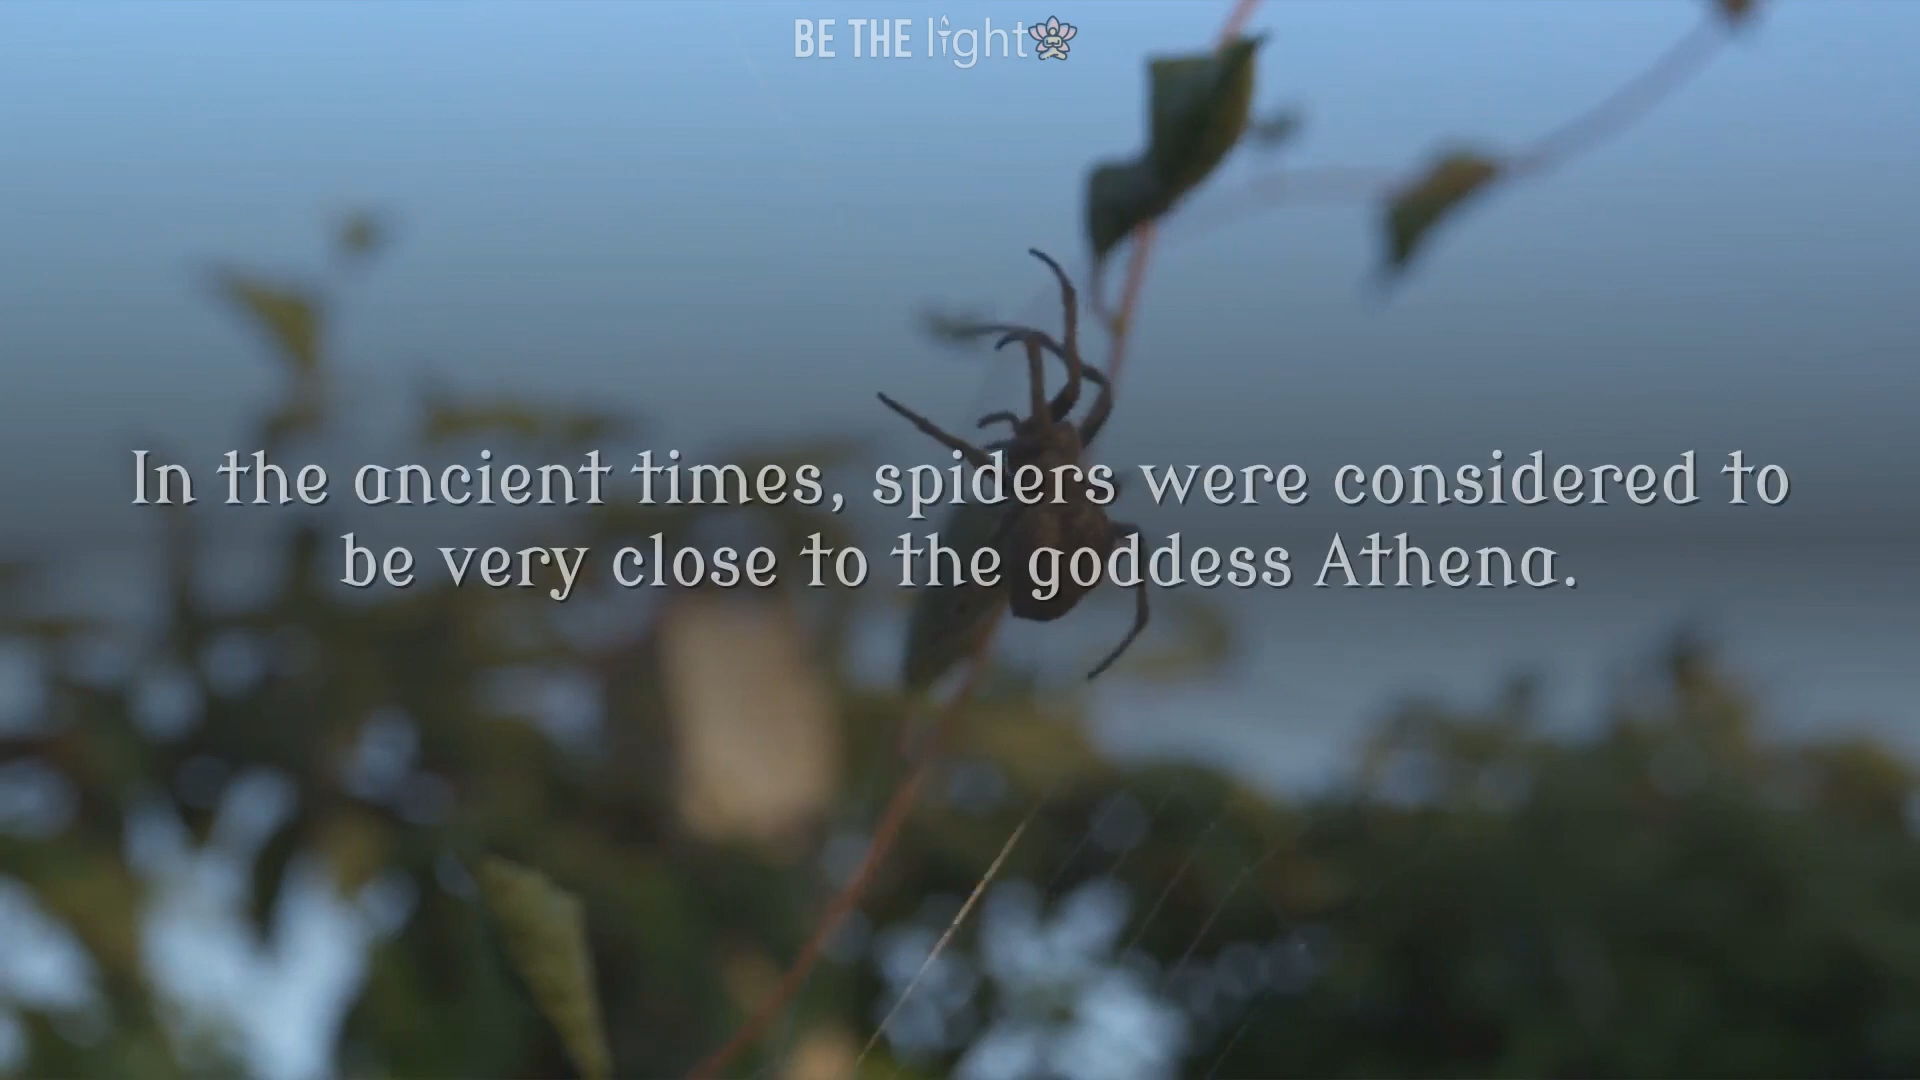 BE THE light
In the ancient times, spiders were considered to
be very close to the goddess Athena.